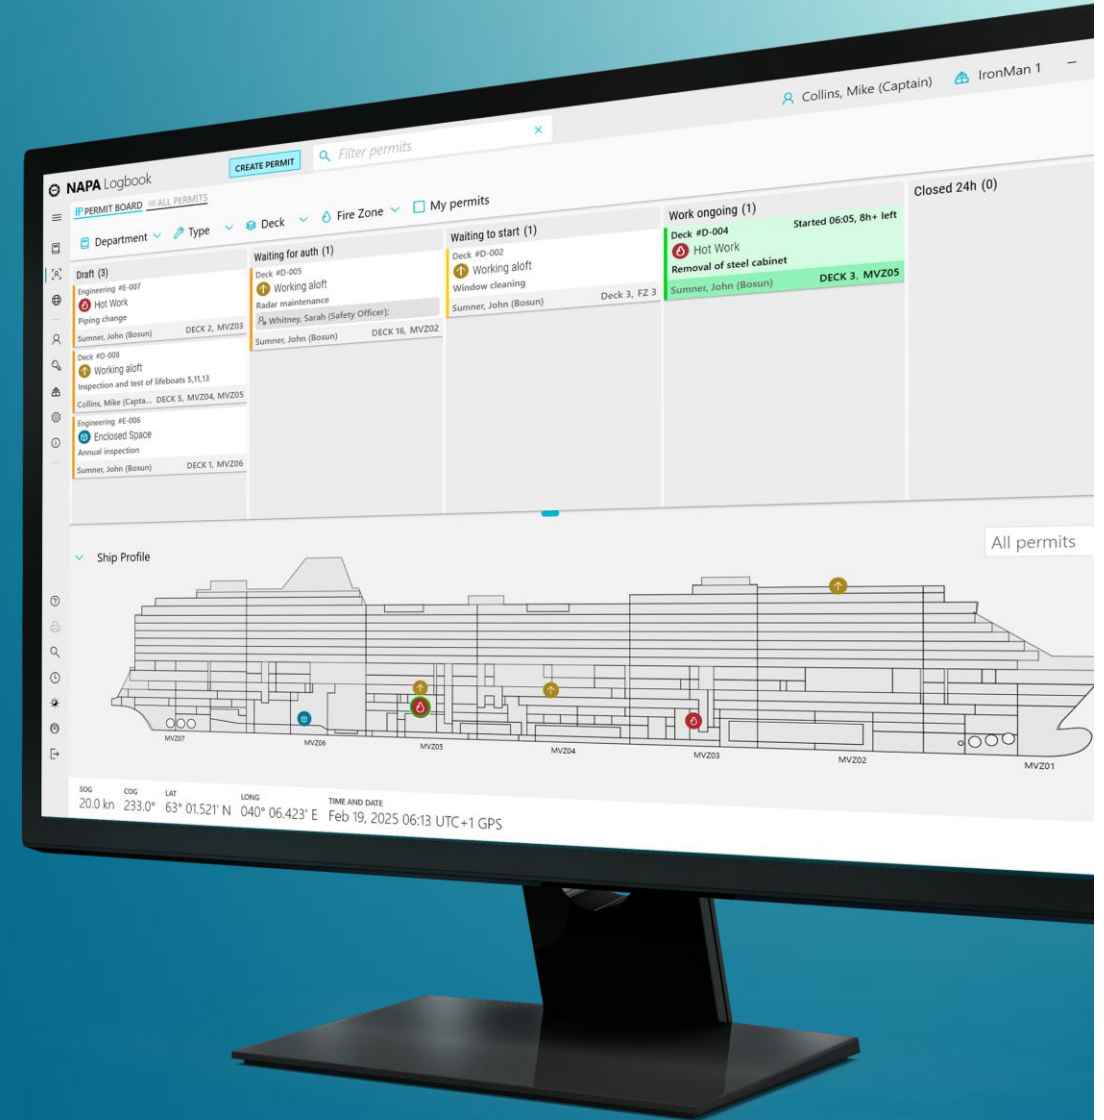 Collins, Mike (Captain) IronMan 1
NAPA Logbook
CREATE PERMIT
Filter permits
PERMIT BOARD
ALL PERMITS
Department
Type
Deck
Fire Zone
My permits
Draft (3)
Engineering #E-007
Hot Work
Piping change
Sumner, John (Bosun) DECK 2, MVZ03
Deck #D-008
Working aloft
Inspection and test of lifeboats 5,11,13
Collins, Mike (Capta... DECK 5, MVZ04, MVZ05
Engineering #E-006
Enclosed Space
Annual inspection
Sumner, John (Bosun) DECK 1, MVZ06
Waiting for auth (1)
Deck #D-005
Working aloft
Radar maintenance
Whitney, Sarah (Safety Officer);
Sumner, John (Bosun) DECK 16, MVZ02
Waiting to start (1)
Deck #D-002
Working aloft
Window cleaning
Sumner, John (Bosun) Deck 3, FZ 3
Work ongoing (1)
Deck #D-004 Started 06:05, 8h+ left
Hot Work
Removal of steel cabinet
Sumner, John (Bosun) DECK 3, MVZ05
Closed 24h (0)
Ship Profile
All permits
MVZ07 MVZ06 MVZ05 MVZ04 MVZ03 MVZ02 MVZ01
SOG COG LAT LONG TIME AND DATE
20.0 kn 233.0° 63° 01.521' N 040° 06.423' E Feb 19, 2025 06:13 UTC+1 GPS